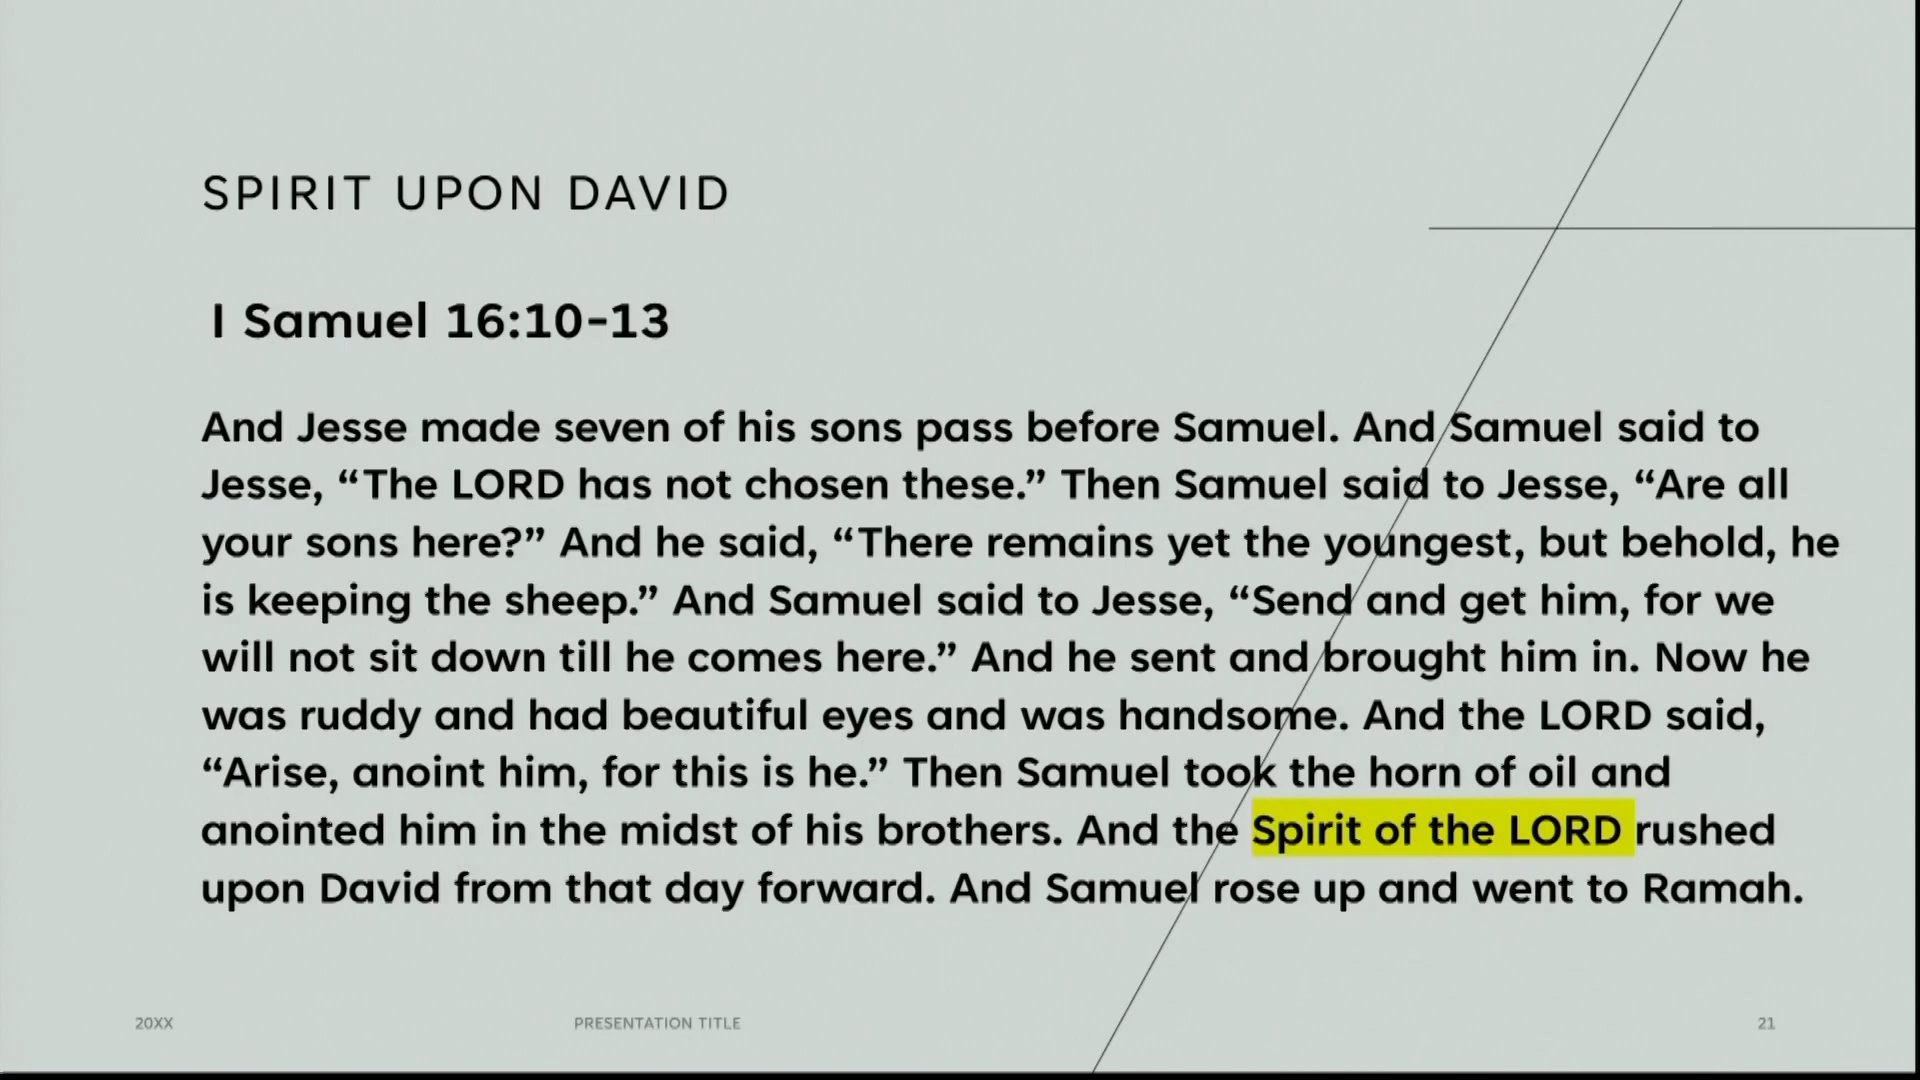 SPIRIT UPON DAVID
I Samuel 16:10-13
And Jesse made seven of his sons pass before Samuel. And Samuel said to
Jesse, “The LORD has not chosen these.” Then Samuel said to Jesse, “Are all
your sons here?” And he said, “There remains yet the youngest, but behold, he
is keeping the sheep.” And Samuel said to Jesse, “Send and get him, for we
will not sit down till he comes here.” And he sent and brought him in. Now he
was ruddy and had beautiful eyes and was handsome. And the LORD said,
“Arise, anoint him, for this is he.” Then Samuel took the horn of oil and
anointed him in the midst of his brothers. And the Spirit of the LORD rushed
upon David from that day forward. And Samuel rose up and went to Ramah.
20XX
PRESENTATION TITLE
21